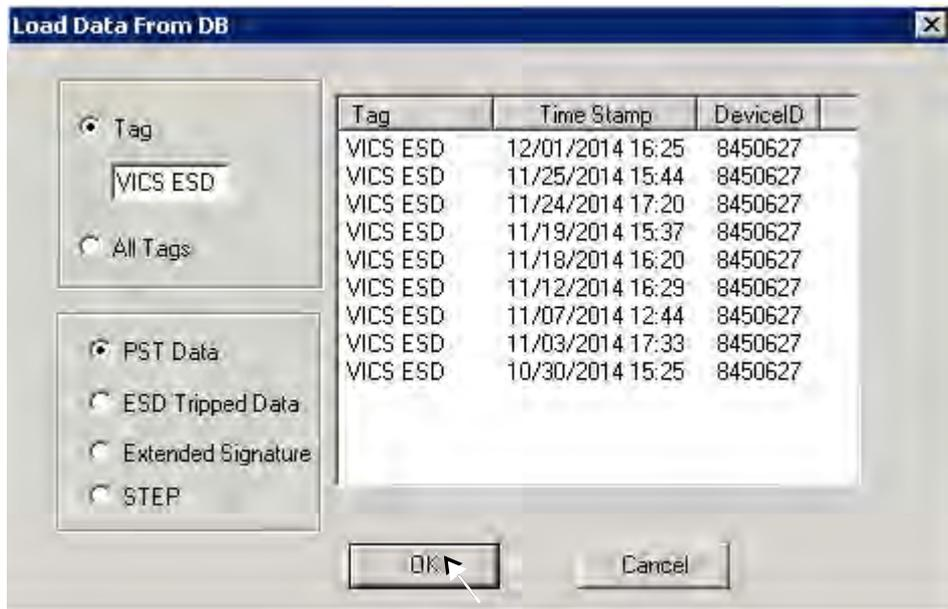 Load Data From DB
Tag
VICS ESD
All Tags
PST Data
ESD Tripped Data
Extended Signature
STEP
Tag Time Stamp DeviceID
VICS ESD 12/01/2014 16:25 8450627
VICS ESD 11/25/2014 15:44 8450627
VICS ESD 11/24/2014 17:20 8450627
VICS ESD 11/19/2014 15:37 8450627
VICS ESD 11/18/2014 16:20 8450627
VICS ESD 11/12/2014 16:29 8450627
VICS ESD 11/07/2014 12:44 8450627
VICS ESD 11/03/2014 17:33 8450627
VICS ESD 10/30/2014 15:25 8450627
OK
Cancel